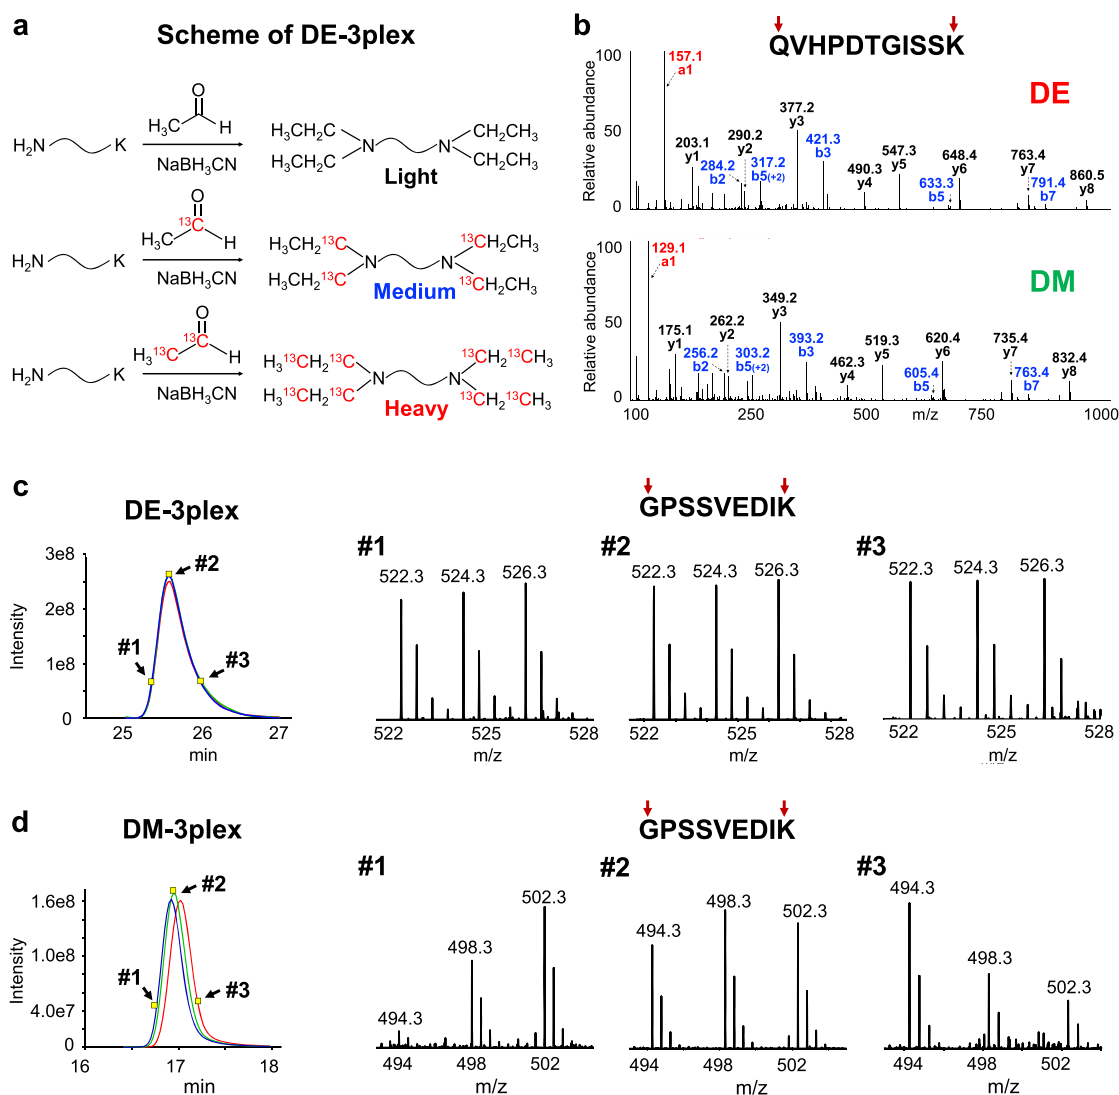 a
Scheme of DE-3plex
O
H₃C H
H₂N K
NaBH₃CN
H₃CH₂C CH₂CH₃
N N
H₃CH₂C CH₂CH₃
Light
O
¹³C
H₃C H
H₂N K
NaBH₃CN
H₃CH₂¹³C ¹³CH₂CH₃
N N
H₃CH₂¹³C ¹³CH₂CH₃
Medium
O
¹³C
H₃¹³C H
H₂N K
NaBH₃CN
H₃¹³CH₂¹³C ¹³CH₂¹³CH₃
N N
H₃¹³CH₂¹³C ¹³CH₂¹³CH₃
Heavy
b
QVHPDTGISSK
DE
Relative abundance
100
50
0
157.1
a1
203.1
y1
284.2
b2
290.2
y2
317.2
b5(+2)
377.2
y3
421.3
b3
490.3
y4
547.3
y5
633.3
b5
648.4
y6
763.4
y7
791.4
b7
860.5
y8
DM
Relative abundance
100
50
0
129.1
a1
175.1
y1
256.2
b2
262.2
y2
303.2
b5(+2)
349.2
y3
393.2
b3
462.3
y4
519.3
y5
605.4
b5
620.4
y6
735.4
y7
763.4
b7
832.4
y8
100 250 500 m/z 750 1000
c
DE-3plex
GPSSVEDIK
Intensity
3e8
2e8
1e8
0
#1
#2
#3
25 26 27
min
#1
522.3 524.3 526.3
522 525 528
m/z
#2
522.3 524.3 526.3
522 525 528
m/z
#3
522.3 524.3 526.3
522 525 528
m/z
d
DM-3plex
GPSSVEDIK
Intensity
1.6e8
1.0e8
4.0e7
0
#1
#2
#3
16 17 18
min
#1
494.3 498.3 502.3
494 498 502
m/z
#2
494.3 498.3 502.3
494 498 502
m/z
#3
494.3 498.3 502.3
494 498 502
m/z